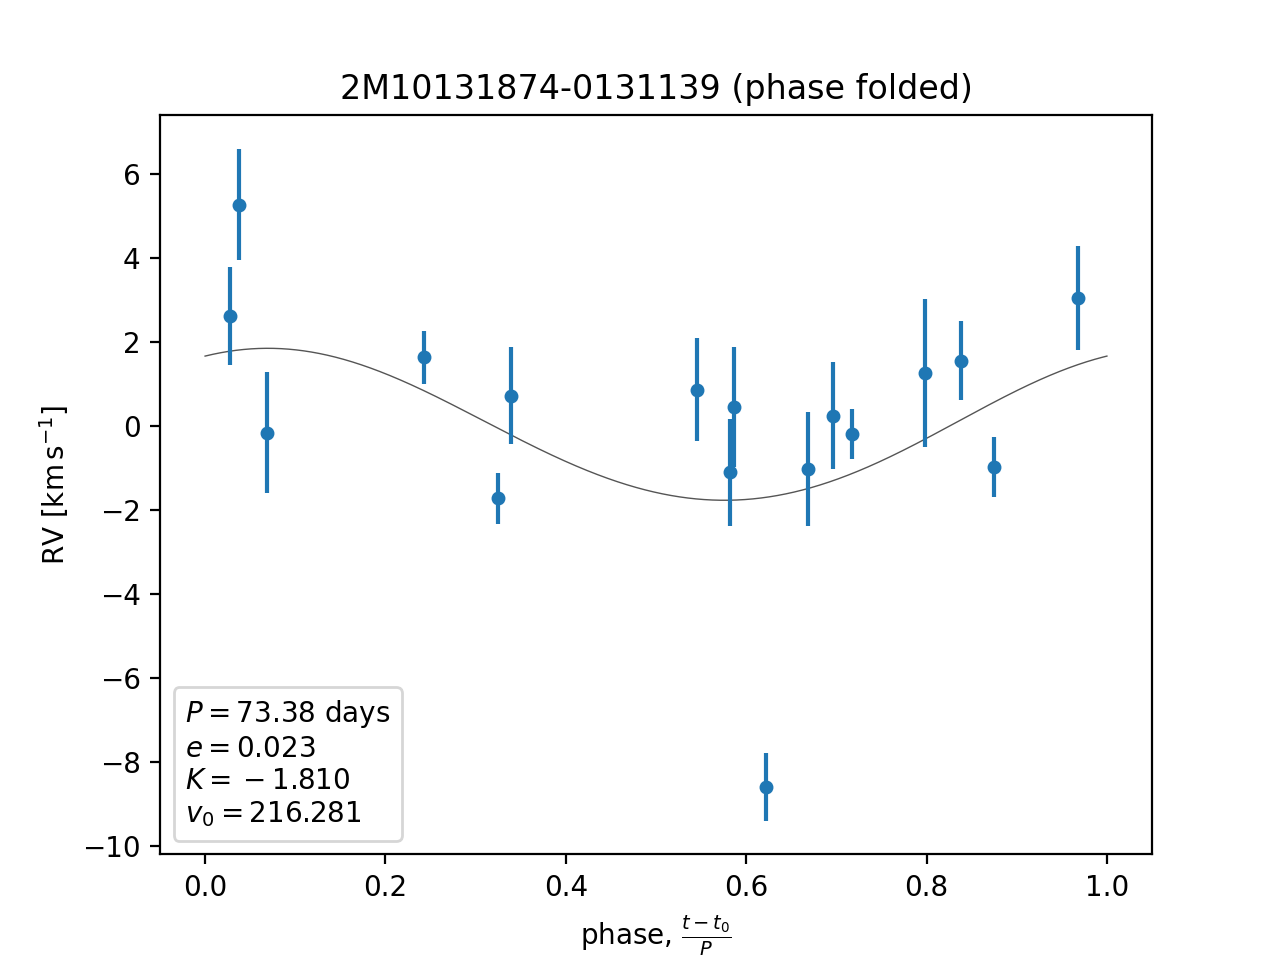 2M10131874-0131139 (phase folded)
6
4
2
0
−2
−4
−6
−8
−10
RV [km s⁻¹]
P = 73.38 days
e = 0.023
K = −1.810
v₀ = 216.281
0.0 0.2 0.4 0.6 0.8 1.0
phase, (t − t₀)/P